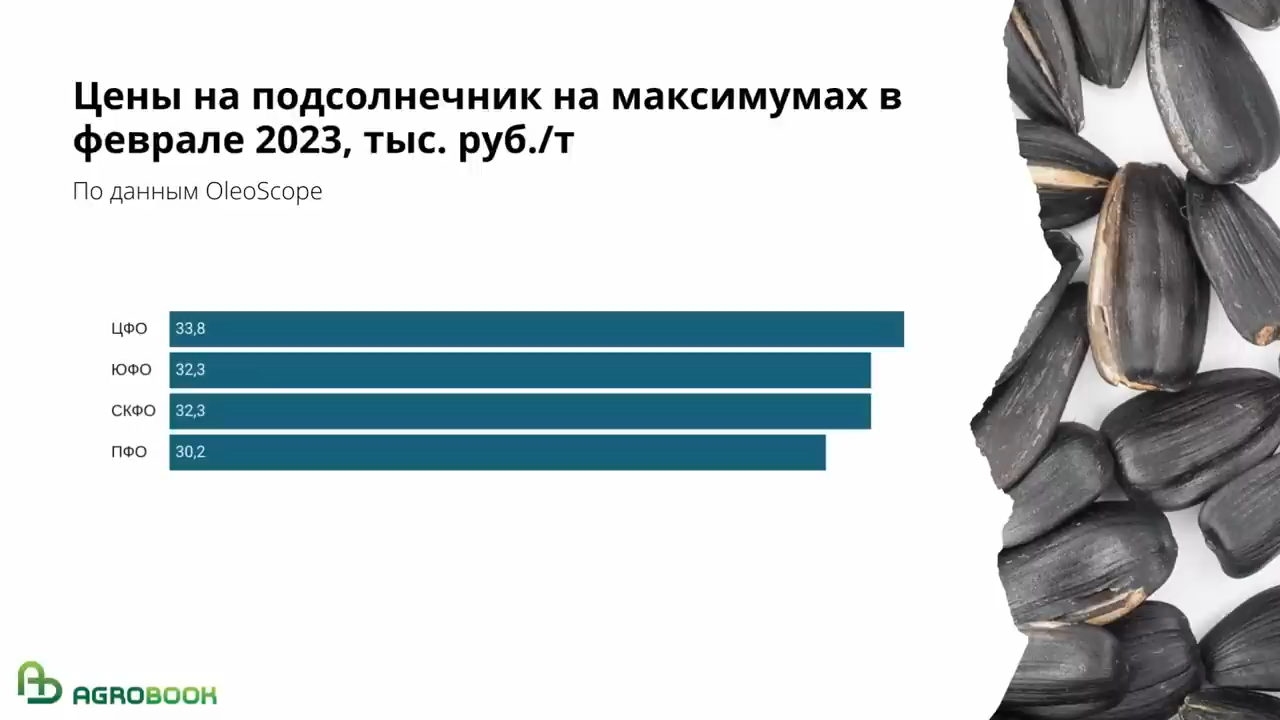 Цены на подсолнечник на максимумах в
феврале 2023, тыс. руб./т
По данным OleoScope
ЦФО 33,8
ЮФО 32,3
СКФО 32,3
ПФО 30,2
AGROBOOK